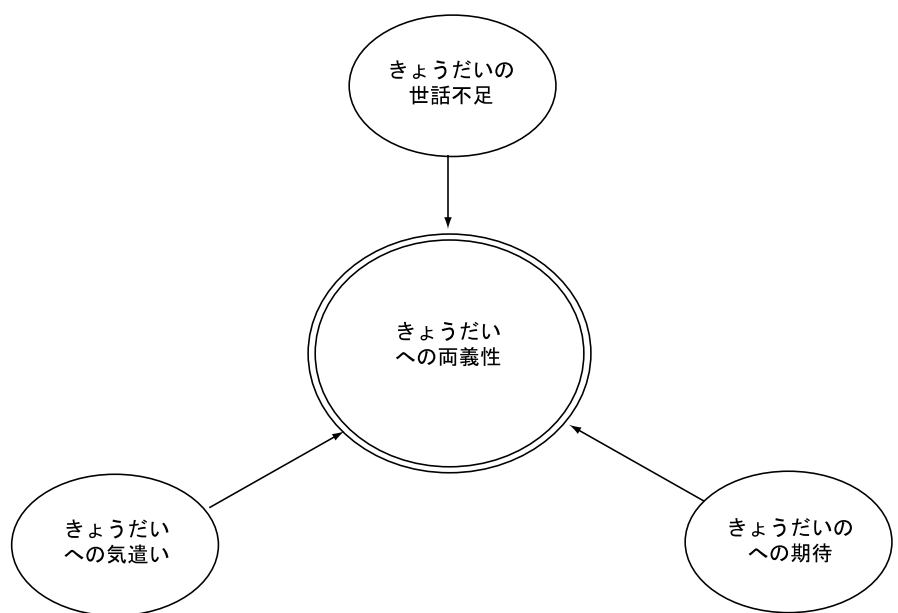 きょうだいの
世話不足
きょうだい
への両義性
きょうだい
への気遣い
きょうだいの
への期待